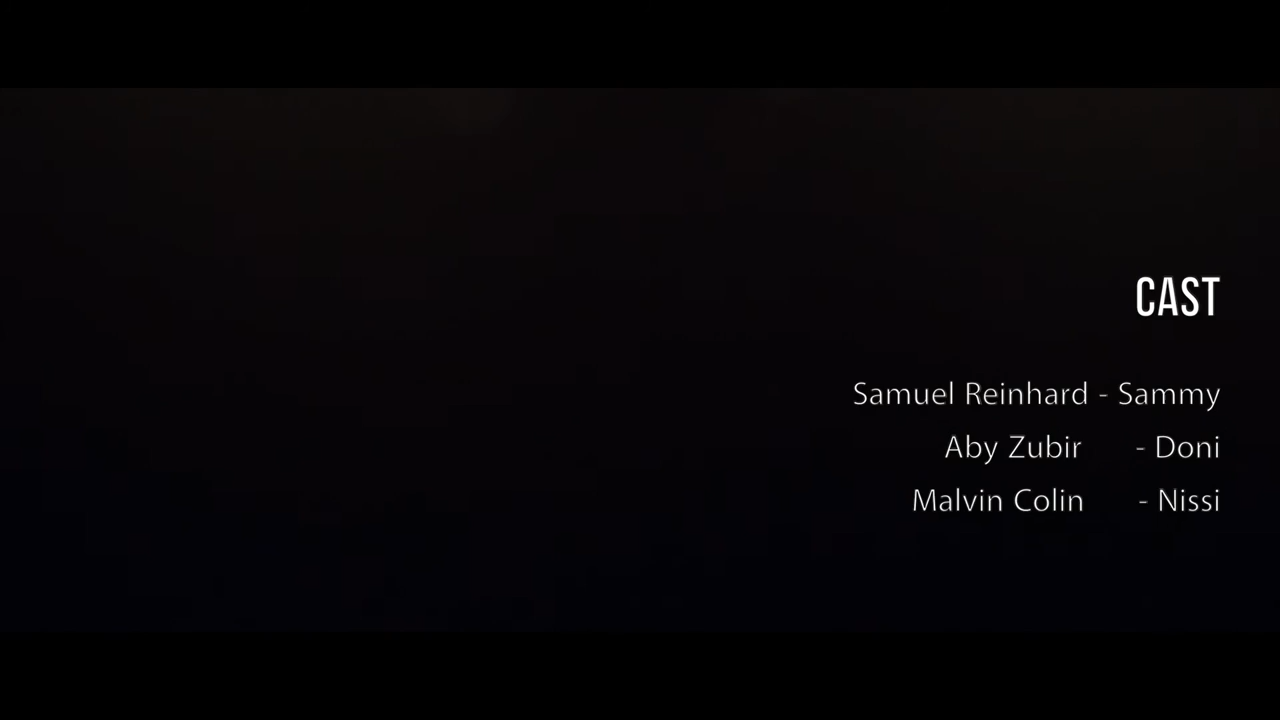 CAST
Samuel Reinhard - Sammy
Aby Zubir - Doni
Malvin Colin - Nissi